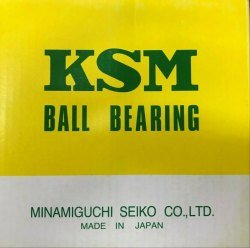 KSM
BALL BEARING
MINAMIGUCHI SEIKO CO.,LTD.
MADE IN JAPAN